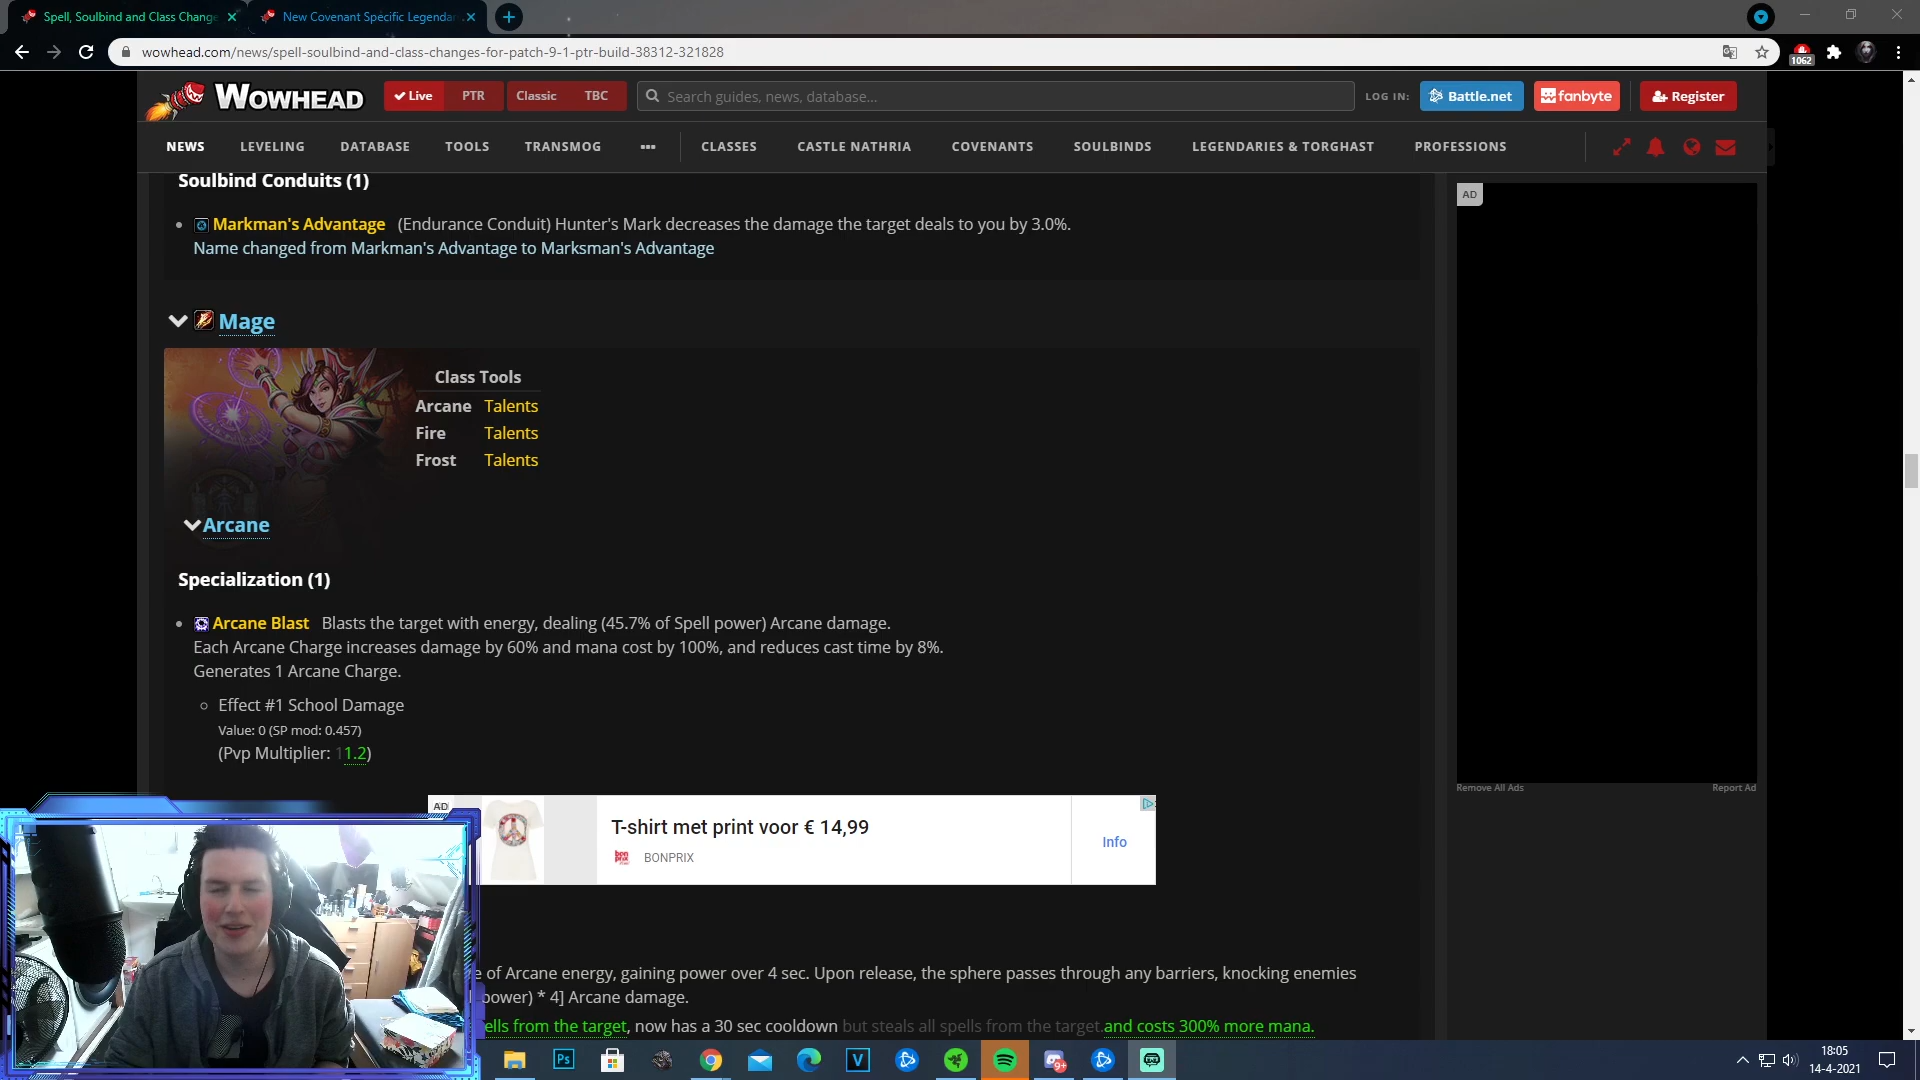 Spell, Soulbind and Class Change
New Covenant Specific Legendar
wowhead.com/news/spell-soulbind-and-class-changes-for-patch-9-1-ptr-build-38312-321828
1062
WOWHEAD
Live
PTR
Classic
TBC
Search guides, news, database...
LOG IN:
Battle.net
fanbyte
Register
NEWS
LEVELING
DATABASE
TOOLS
TRANSMOG
CLASSES
CASTLE NATHRIA
COVENANTS
SOULBINDS
LEGENDARIES & TORGHAST
PROFESSIONS
Soulbind Conduits (1)
AD
Markman's Advantage (Endurance Conduit) Hunter's Mark decreases the damage the target deals to you by 3.0%.
Name changed from Markman's Advantage to Marksman's Advantage
Mage
Class Tools
Arcane Talents
Fire Talents
Frost Talents
Arcane
Specialization (1)
Arcane Blast Blasts the target with energy, dealing (45.7% of Spell power) Arcane damage.
Each Arcane Charge increases damage by 60% and mana cost by 100%, and reduces cast time by 8%.
Generates 1 Arcane Charge.
Effect #1 School Damage
Value: 0 (SP mod: 0.457)
(Pvp Multiplier: 11.2)
Remove All Ads
Report Ad
AD
T-shirt met print voor € 14,99
bon prix
BONPRIX
Info
e of Arcane energy, gaining power over 4 sec. Upon release, the sphere passes through any barriers, knocking enemies
power) * 4] Arcane damage.
ells from the target, now has a 30 sec cooldown but steals all spells from the target.and costs 300% more mana.
Ps
V
9+
18:05
14-4-2021